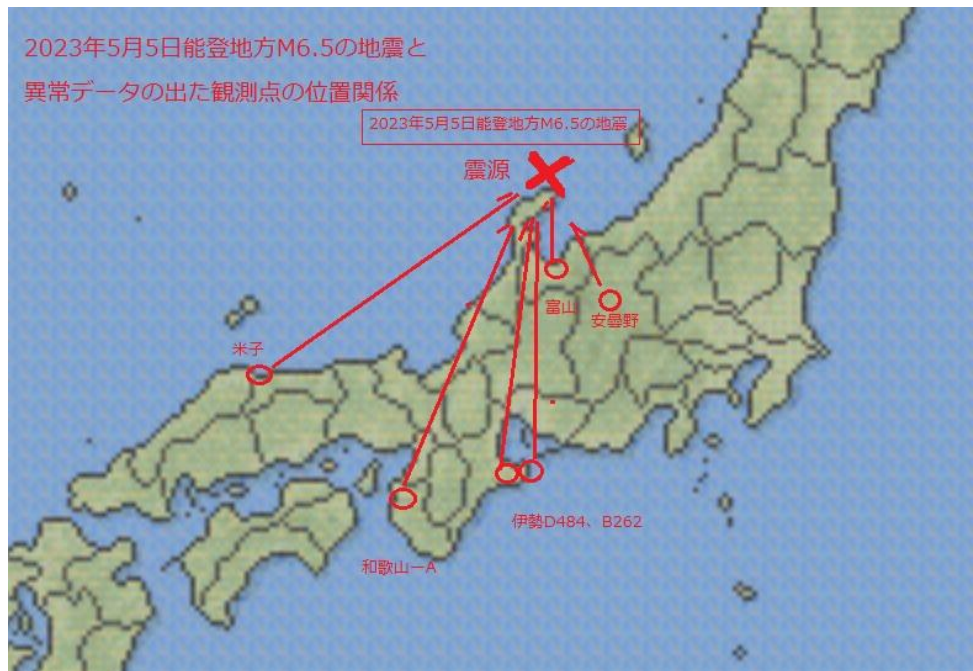 2023年5月5日能登地方M6.5の地震と
異常データの出た観測点の位置関係
2023年5月5日能登地方M6.5の地震
震源
富山
安曇野
米子
伊勢D484、B262
和歌山ーA